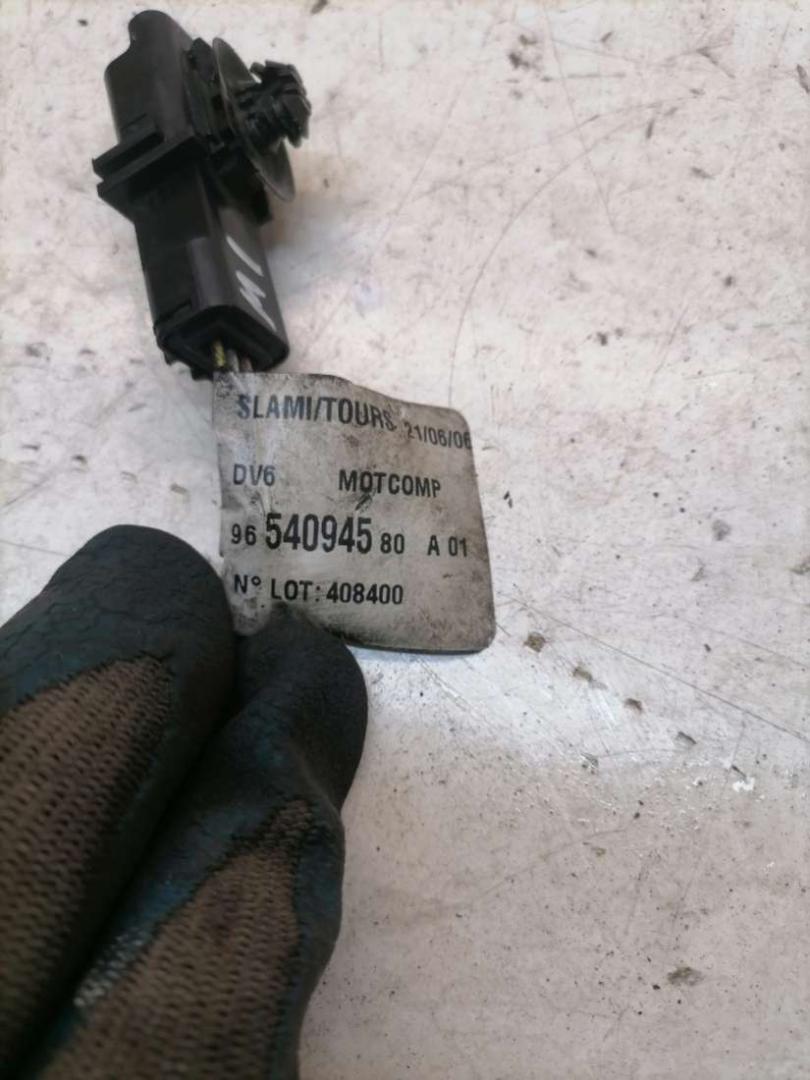 SLAMI/TOURS 21/06/06
DV6 MOTCOMP
96 540945 80 A 01
N° LOT: 408400